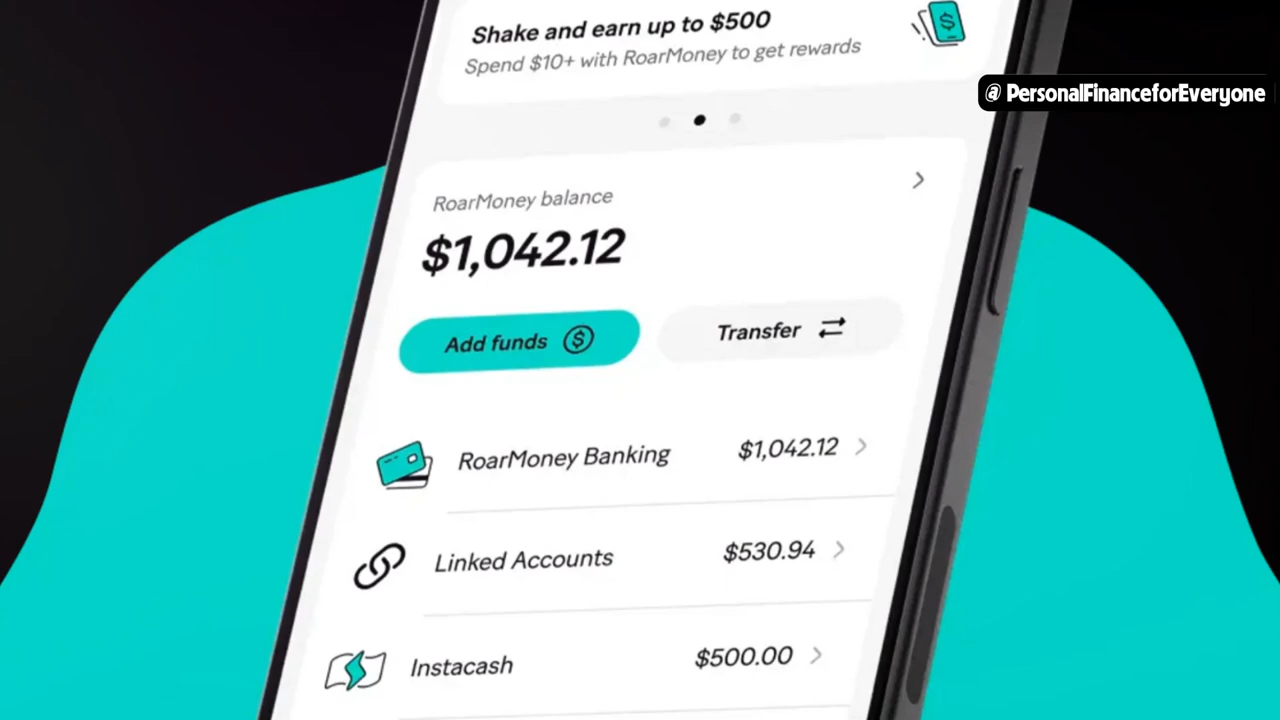 Shake and earn up to $500
Spend $10+ with RoarMoney to get rewards
@ PersonalFinanceforEveryone
RoarMoney balance
$1,042.12
Add funds
Transfer
RoarMoney Banking $1,042.12
Linked Accounts $530.94
Instacash $500.00